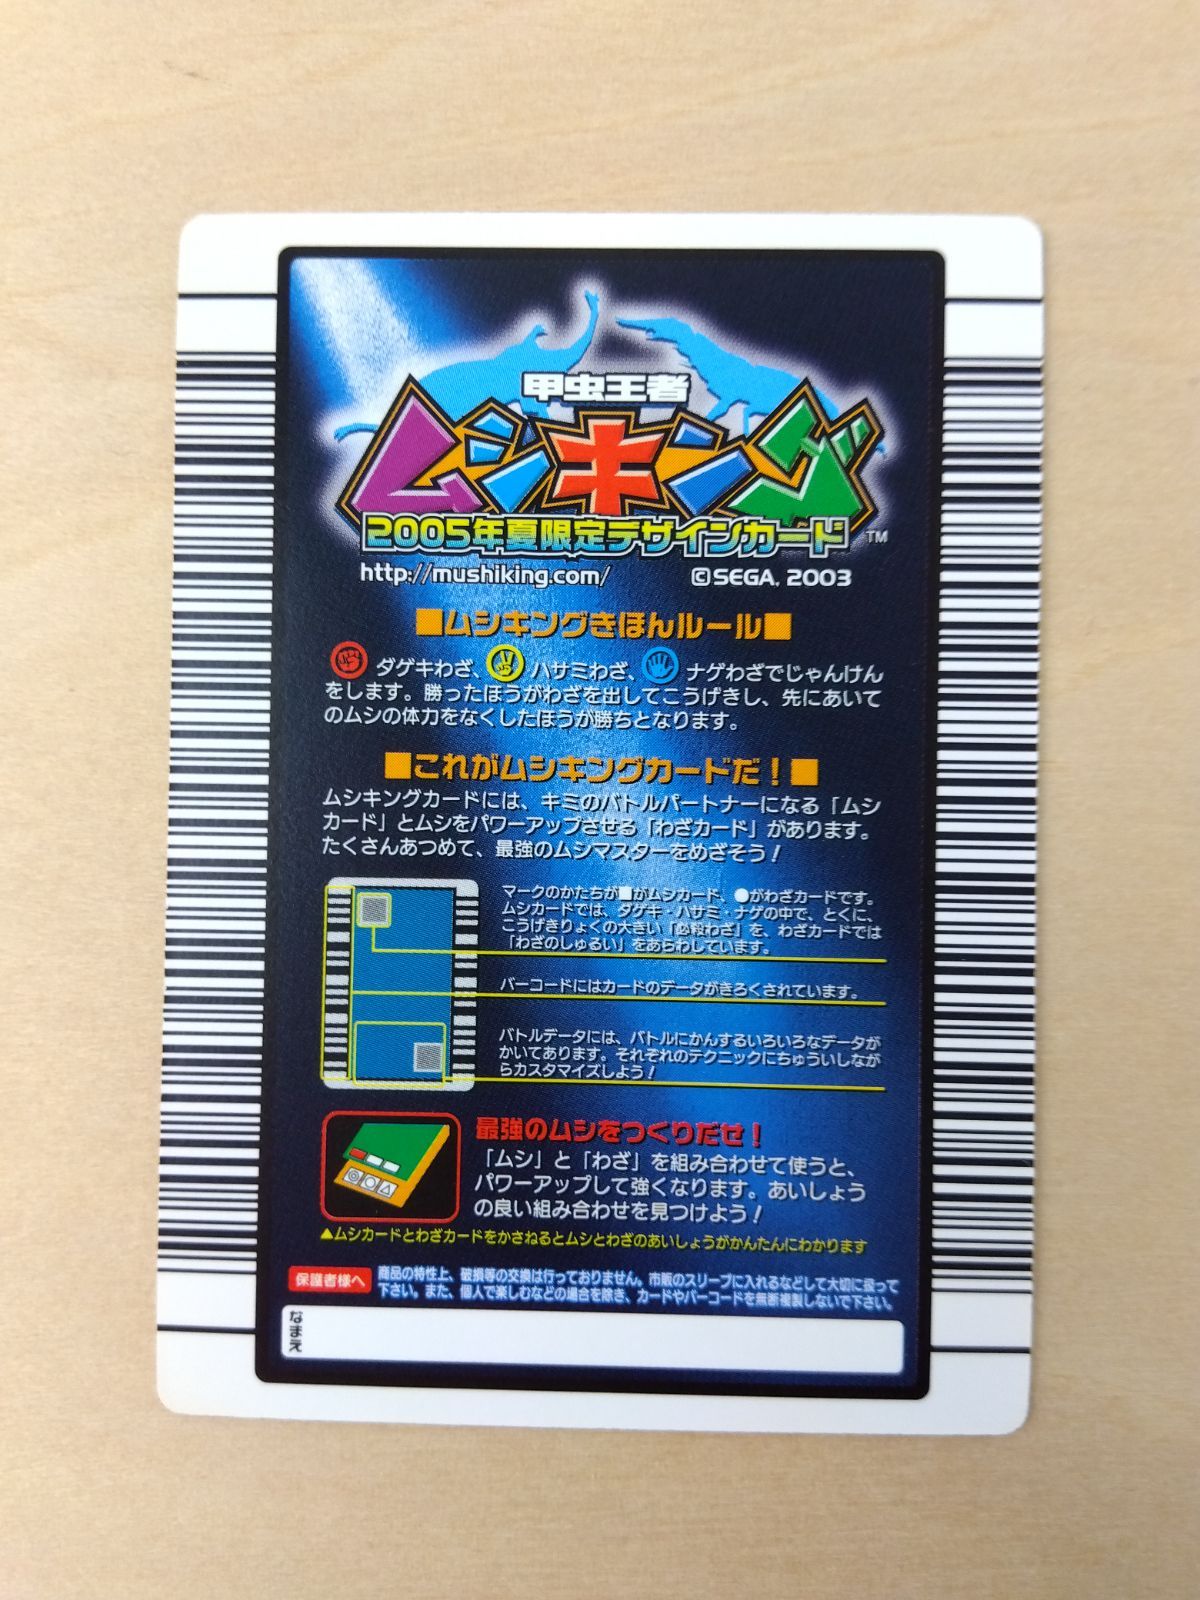 甲虫王者
ムシキング
2005年夏限定デザインカード
TM
http://mushiking.com/ ©SEGA, 2003
■ムシキングきほんルール■
ダゲキわざ、ハサミわざ、ナゲわざでじゃんけん
をします。勝ったほうがわざを出してこうげきし、先にあいて
のムシの体力をなくしたほうが勝ちとなります。
■これがムシキングカードだ！■
ムシキングカードには、キミのバトルパートナーになる「ムシ
カード」とムシをパワーアップさせる「わざカード」があります。
たくさんあつめて、最強のムシマスターをめざそう！
マークのかたちが■がムシカード、●がわざカードです。
ムシカードでは、ダゲキ・ハサミ・ナゲの中で、とくに、
こうげきりょくの大きい「必殺わざ」を、わざカードでは
「わざのしゅるい」をあらわしています。
バーコードにはカードのデータがきろくされています。
バトルデータには、バトルにかんするいろいろなデータが
かいてあります。それぞれのテクニックにちゅういしなが
らカスタマイズしよう！
最強のムシをつくりだせ！
「ムシ」と「わざ」を組み合わせて使うと、
パワーアップして強くなります。あいしょう
の良い組み合わせを見つけよう！
▲ムシカードとわざカードをかさねるとムシとわざのあいしょうがかんたんにわかります
保護者様へ 商品の特性上、破損等の交換は行っておりません。市販のスリーブに入れるなどして大切に扱って
下さい。また、個人で楽しむなどの場合を除き、カードやバーコードを無断複製しないで下さい。
なまえ